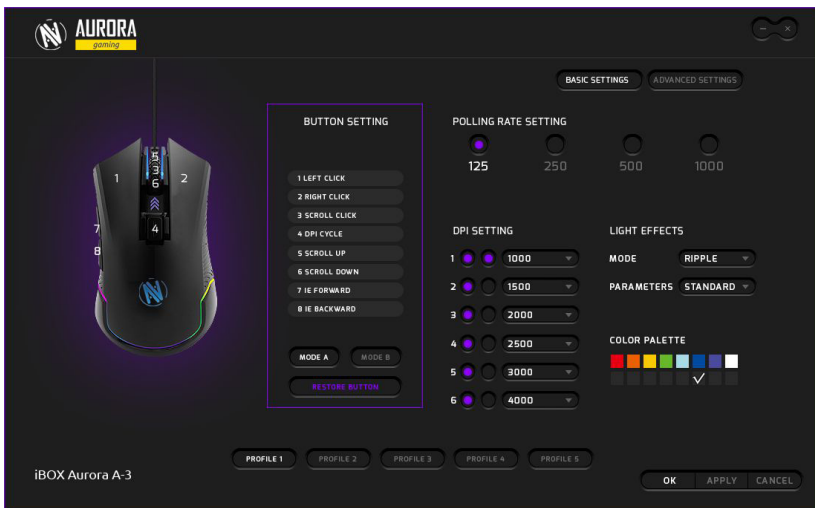 AURORA
gaming
− ×
BASIC SETTINGS ADVANCED SETTINGS
BUTTON SETTING
1 LEFT CLICK
2 RIGHT CLICK
3 SCROLL CLICK
4 DPI CYCLE
5 SCROLL UP
6 SCROLL DOWN
7 IE FORWARD
8 IE BACKWARD
MODE A MODE B
RESTORE BUTTON
POLLING RATE SETTING
125 250 500 1000
DPI SETTING
1 1000
2 1500
3 2000
4 2500
5 3000
6 4000
LIGHT EFFECTS
MODE RIPPLE
PARAMETERS STANDARD
COLOR PALETTE
1 2
5
3
6
4
7
8
PROFILE 1 PROFILE 2 PROFILE 3 PROFILE 4 PROFILE 5
iBOX Aurora A-3
OK APPLY CANCEL